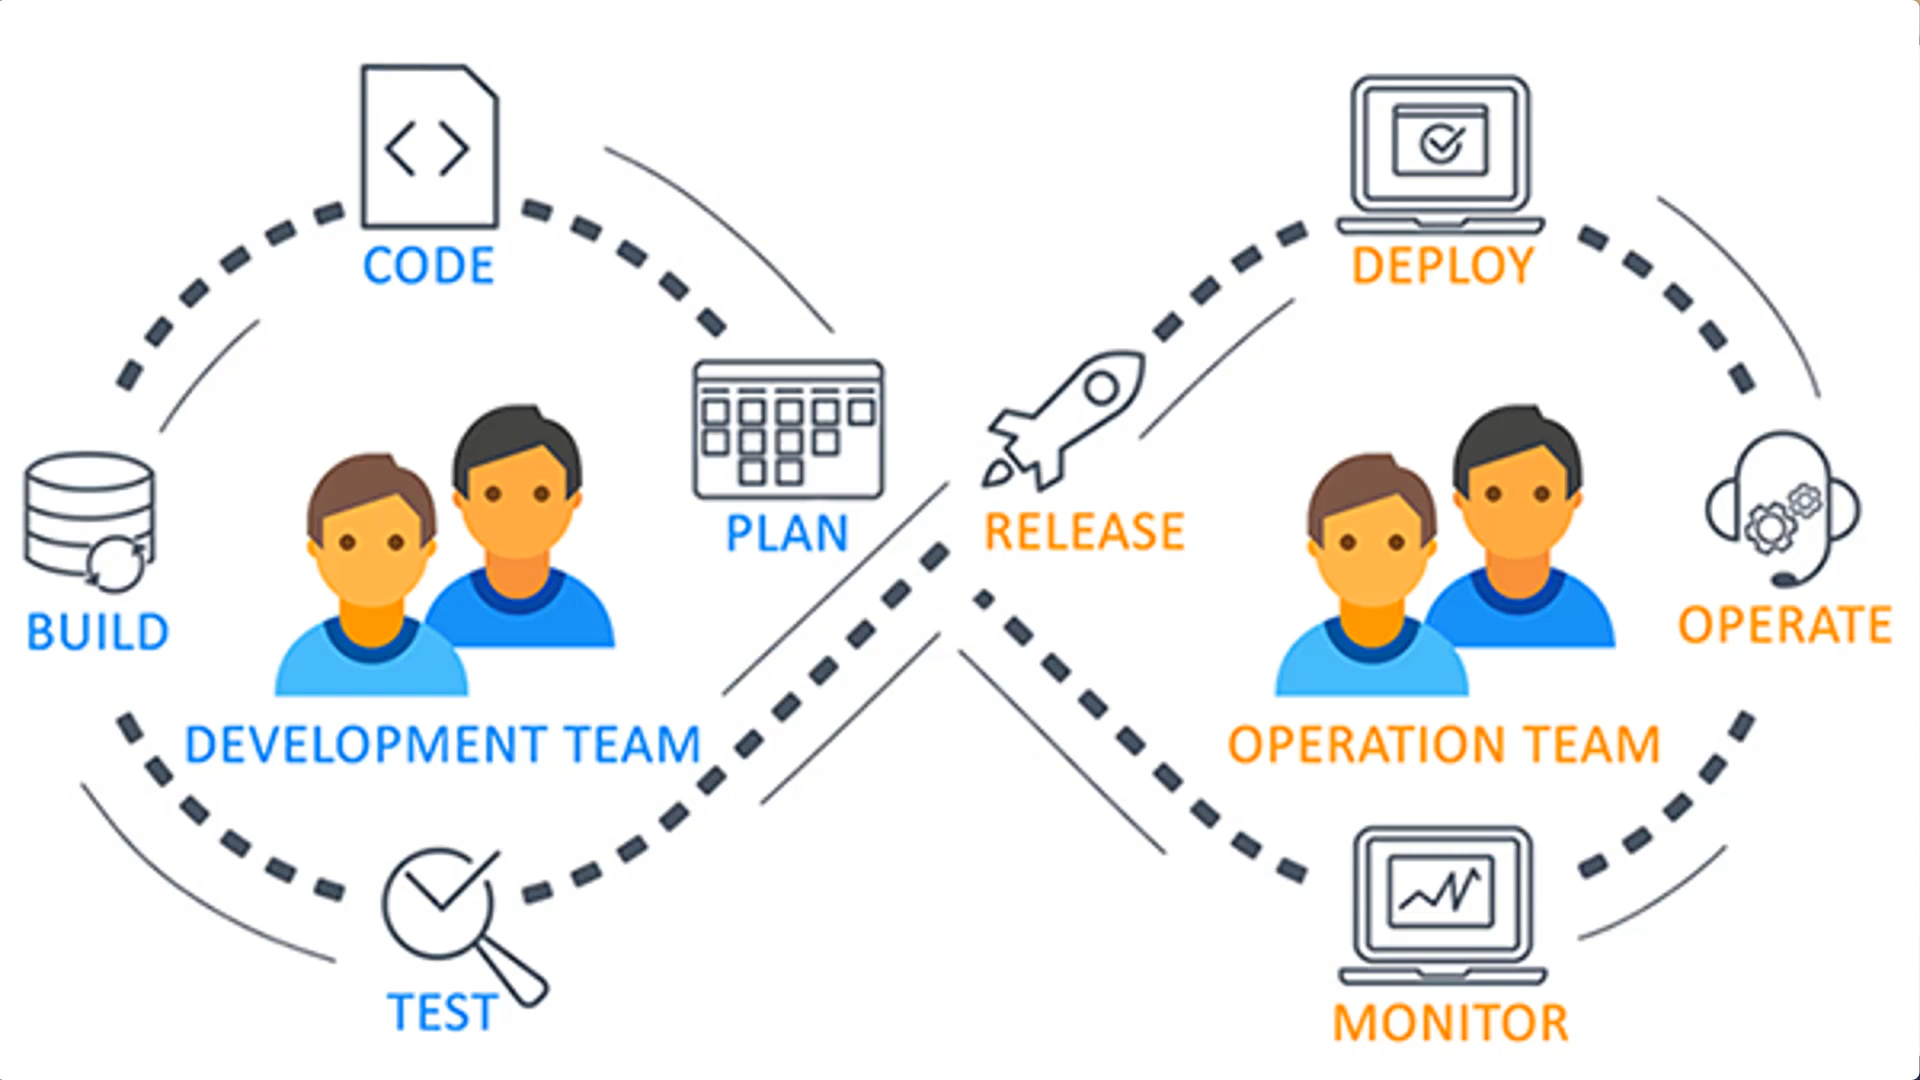 CODE
DEPLOY
PLAN
RELEASE
BUILD
OPERATE
DEVELOPMENT TEAM
OPERATION TEAM
TEST
MONITOR